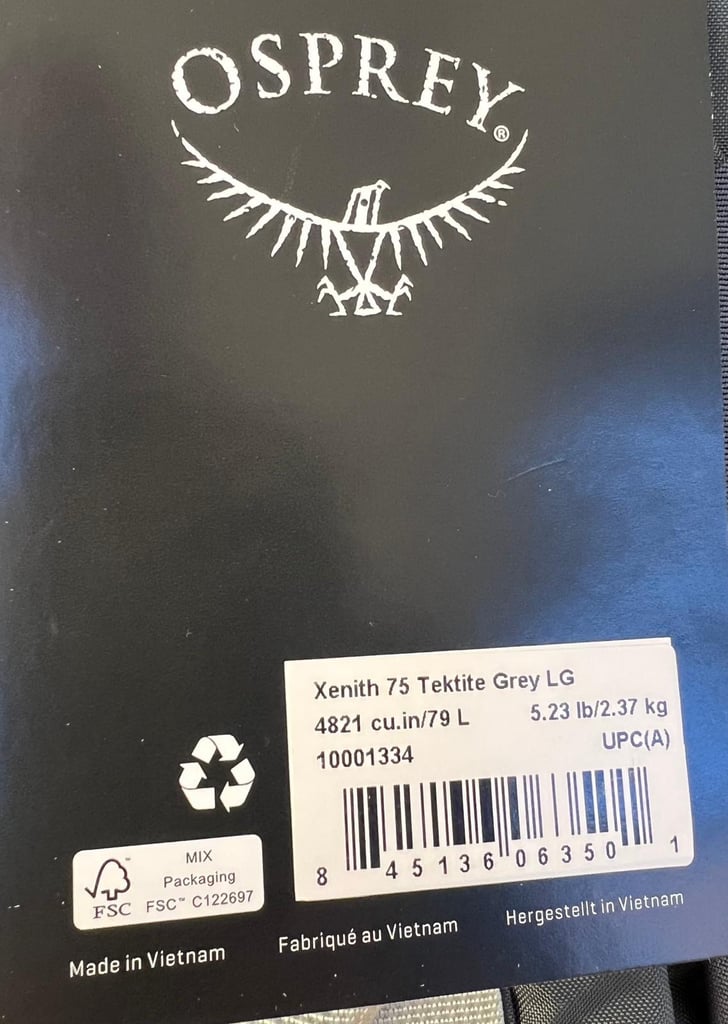 OSPREY®
Xenith 75 Tektite Grey LG
4821 cu.in/79 L 5.23 lb/2.37 kg
10001334 UPC(A)
8 45136 06350 1
MIX
Packaging
FSC™ C122697
FSC
Made in Vietnam
Fabriqué au Vietnam
Hergestellt in Vietnam